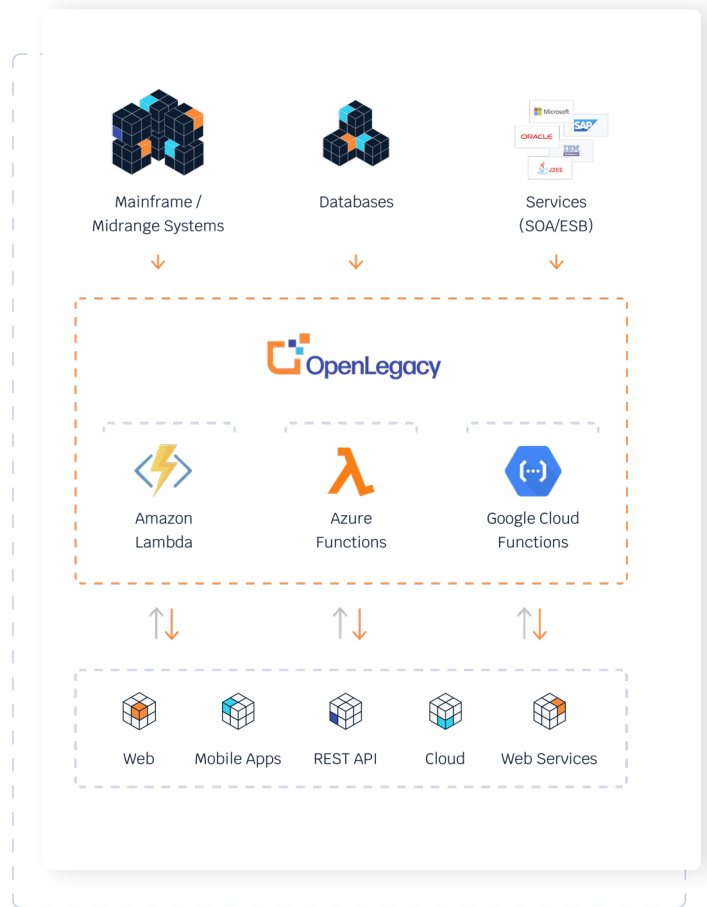 Microsoft
SAP
ORACLE
IBM
J2EE
Mainframe /
Midrange Systems
Databases
Services
(SOA/ESB)
OpenLegacy
Amazon
Lambda
Azure
Functions
Google Cloud
Functions
Web
Mobile Apps
REST API
Cloud
Web Services